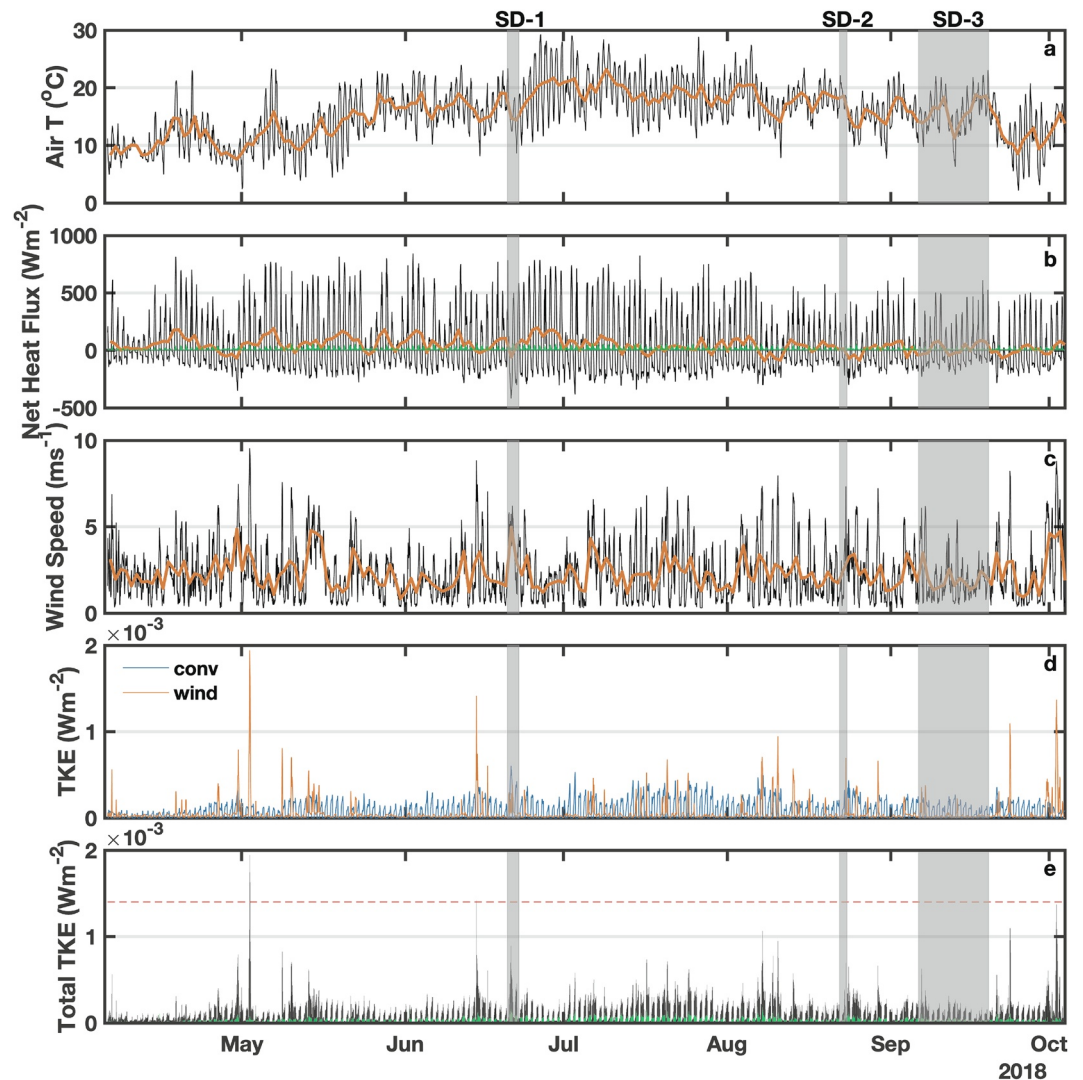 SD-1 SD-2 SD-3
a
Air T (°C)
30
20
10
0
b
Net Heat Flux (Wm-2)
1000
500
0
-500
c
Wind Speed (ms-1)
10
5
0
×10-3
d
TKE (Wm-2)
2
1
0
conv
wind
×10-3
e
Total TKE (Wm-2)
2
1
0
May Jun Jul Aug Sep Oct
2018